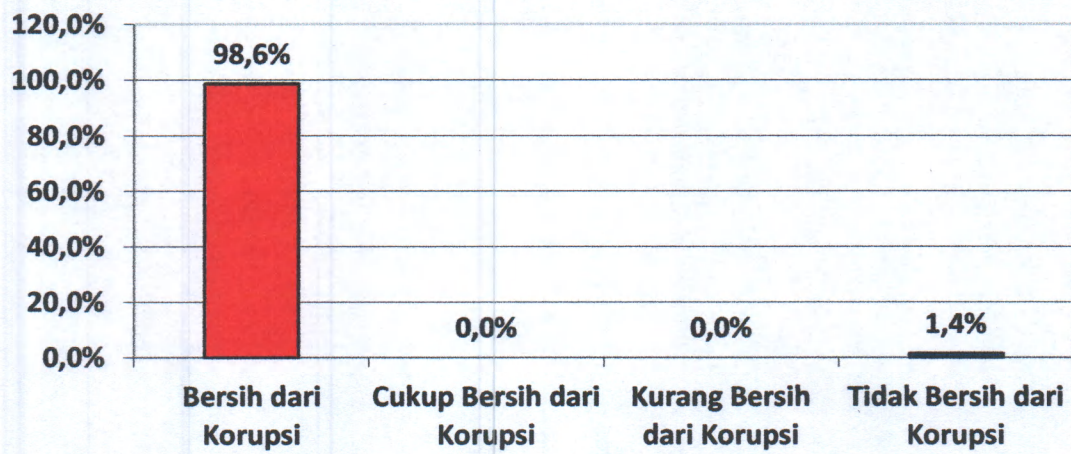 120,0%
98,6%
100,0%
80,0%
60,0%
40,0%
20,0%
0,0%
0,0%
1,4%
0,0%
Bersih dari
Korupsi
Cukup Bersih dari
Korupsi
Kurang Bersih
dari Korupsi
Tidak Bersih dari
Korupsi